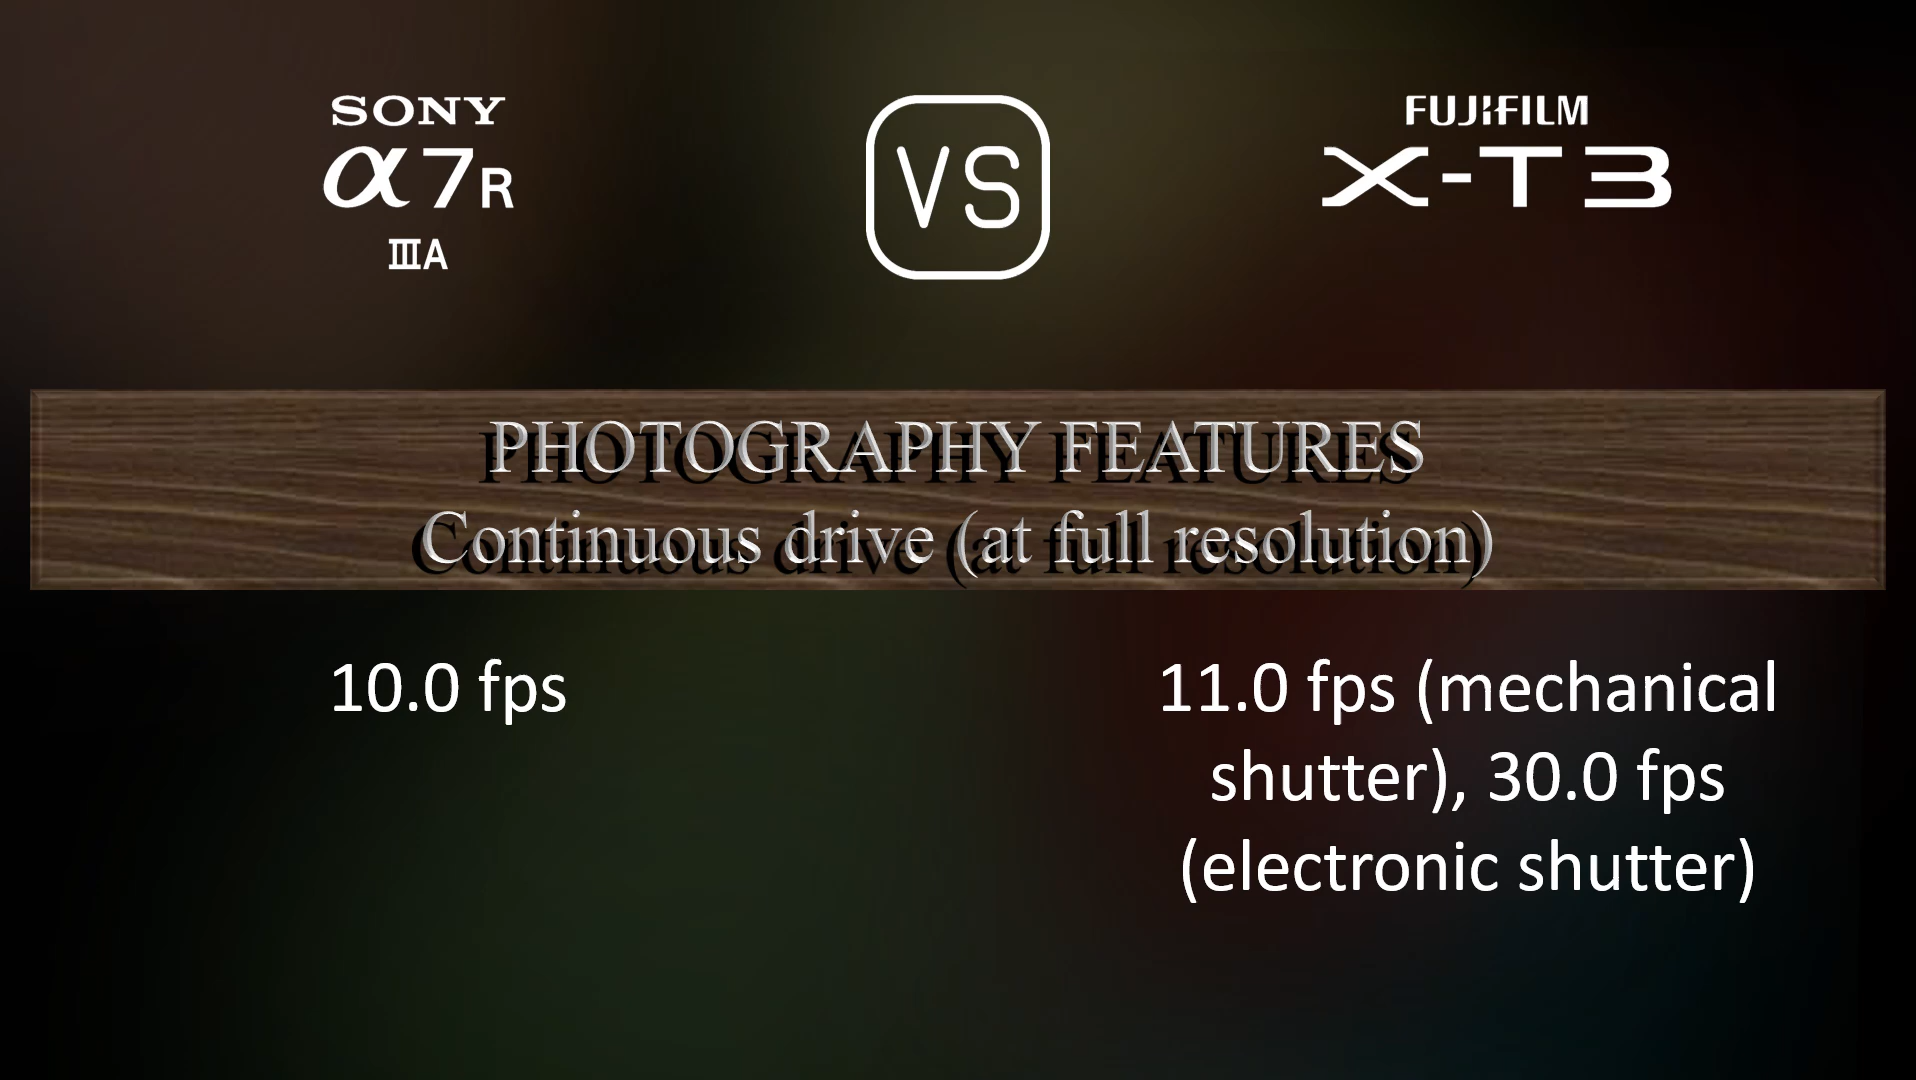 SONY
α7R
IIIA
VS
FUJIFILM
X-T3
PHOTOGRAPHY FEATURES
Continuous drive (at full resolution)
10.0 fps
11.0 fps (mechanical
shutter), 30.0 fps
(electronic shutter)